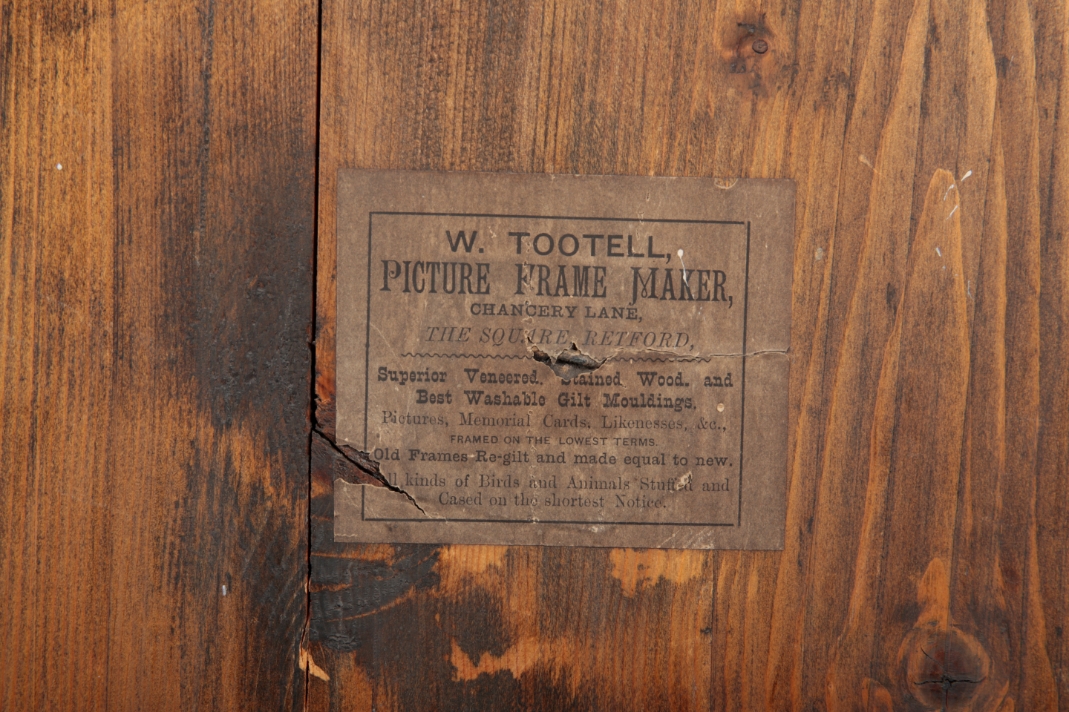 W. TOOTELL,
PICTURE FRAME MAKER,
CHANCERY LANE,
THE SQUARE, RETFORD,
Superior Veneered, Stained Wood, and
Best Washable Gilt Mouldings.
Pictures, Memorial Cards, Likenesses, &c.,
FRAMED ON THE LOWEST TERMS.
Old Frames Re-gilt and made equal to new.
All kinds of Birds and Animals Stuffed and
Cased on the shortest Notice.